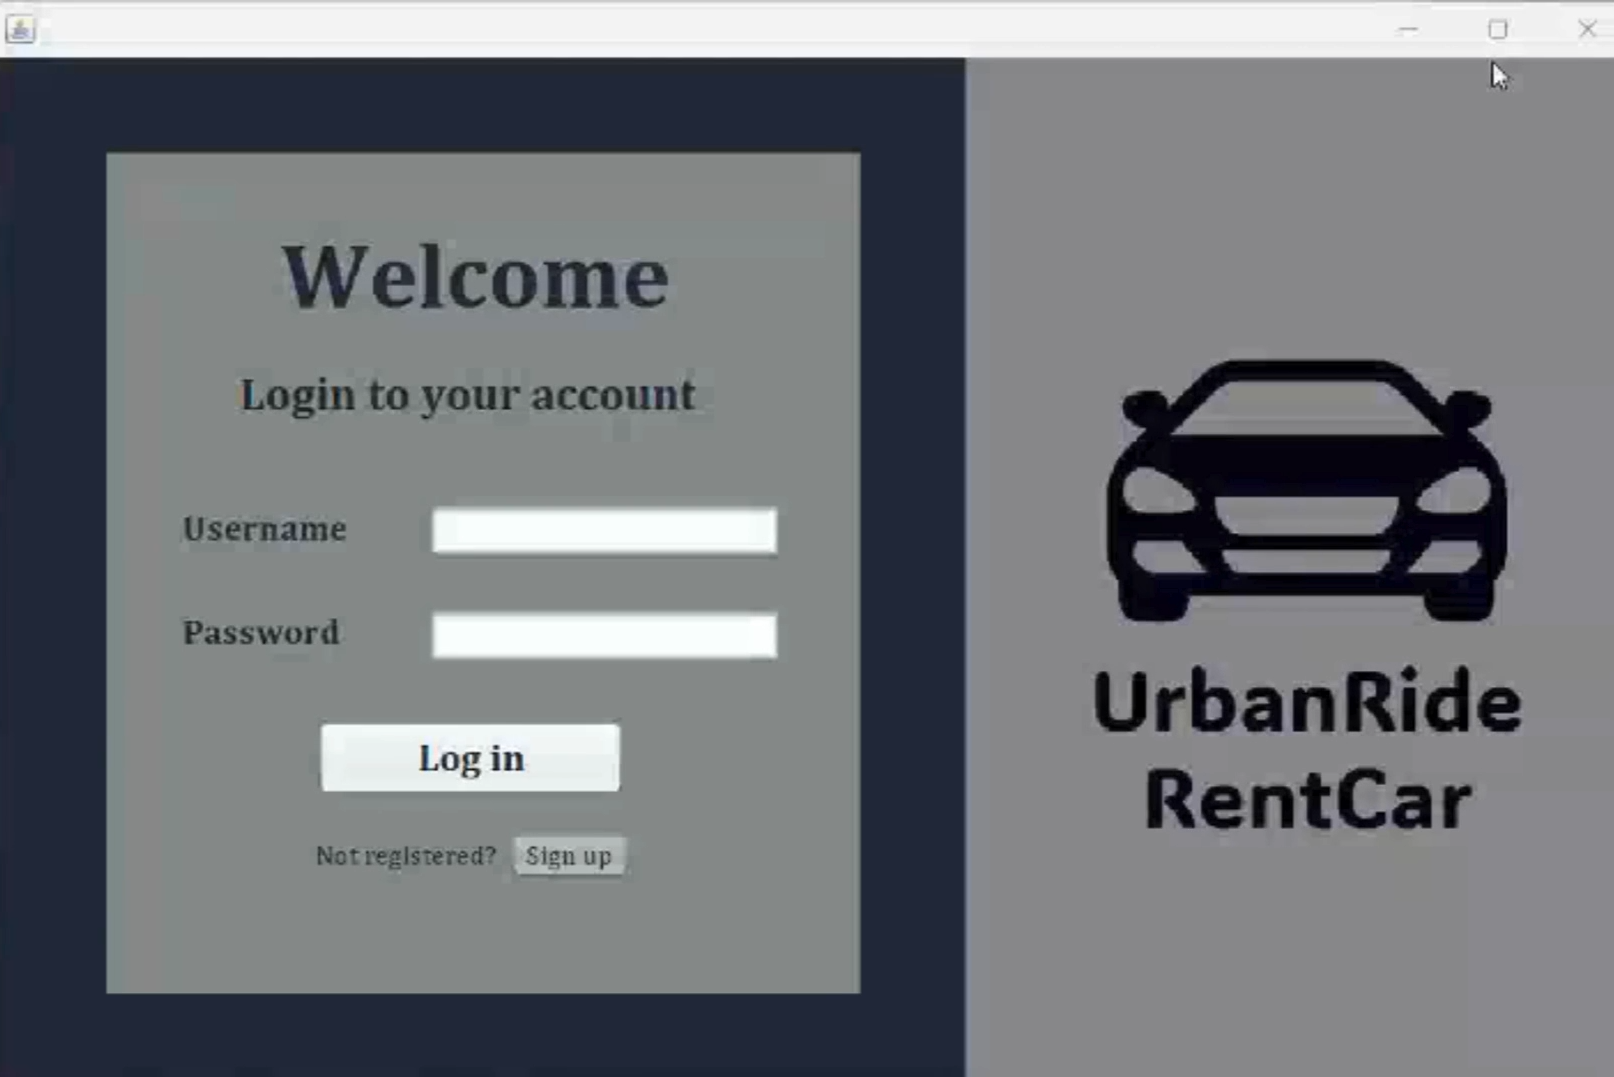 Welcome
Login to your account
Username
Password
Log in
Not registered? Sign up
UrbanRide
RentCar